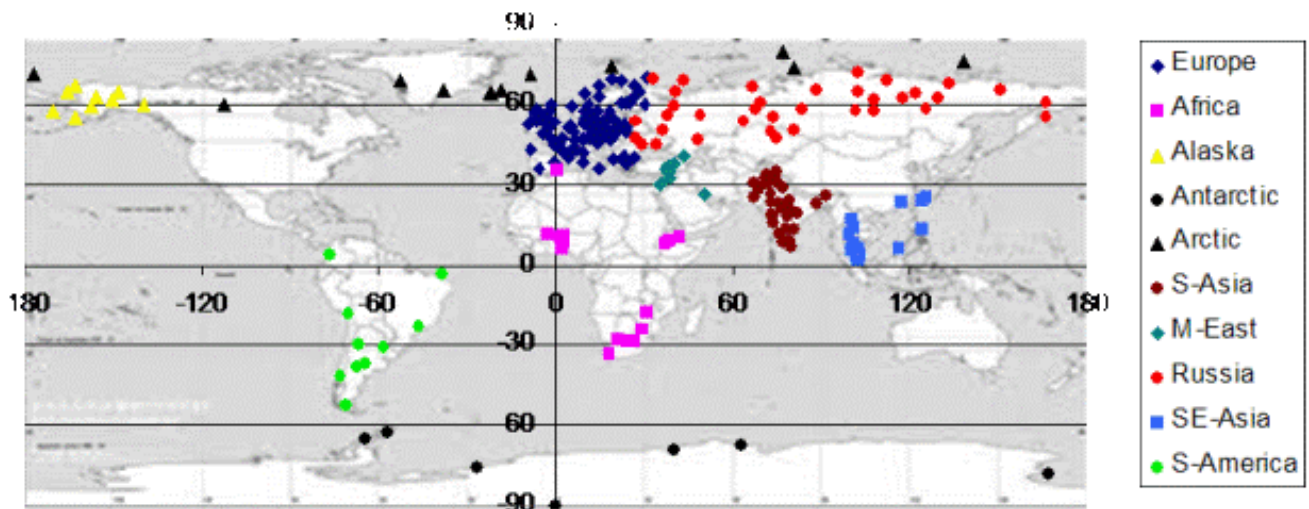 90
60
30
0
180 -120 -60 0 60 120 180
-30
-60
-90
Europe
Africa
Alaska
Antarctic
Arctic
S-Asia
M-East
Russia
SE-Asia
S-America